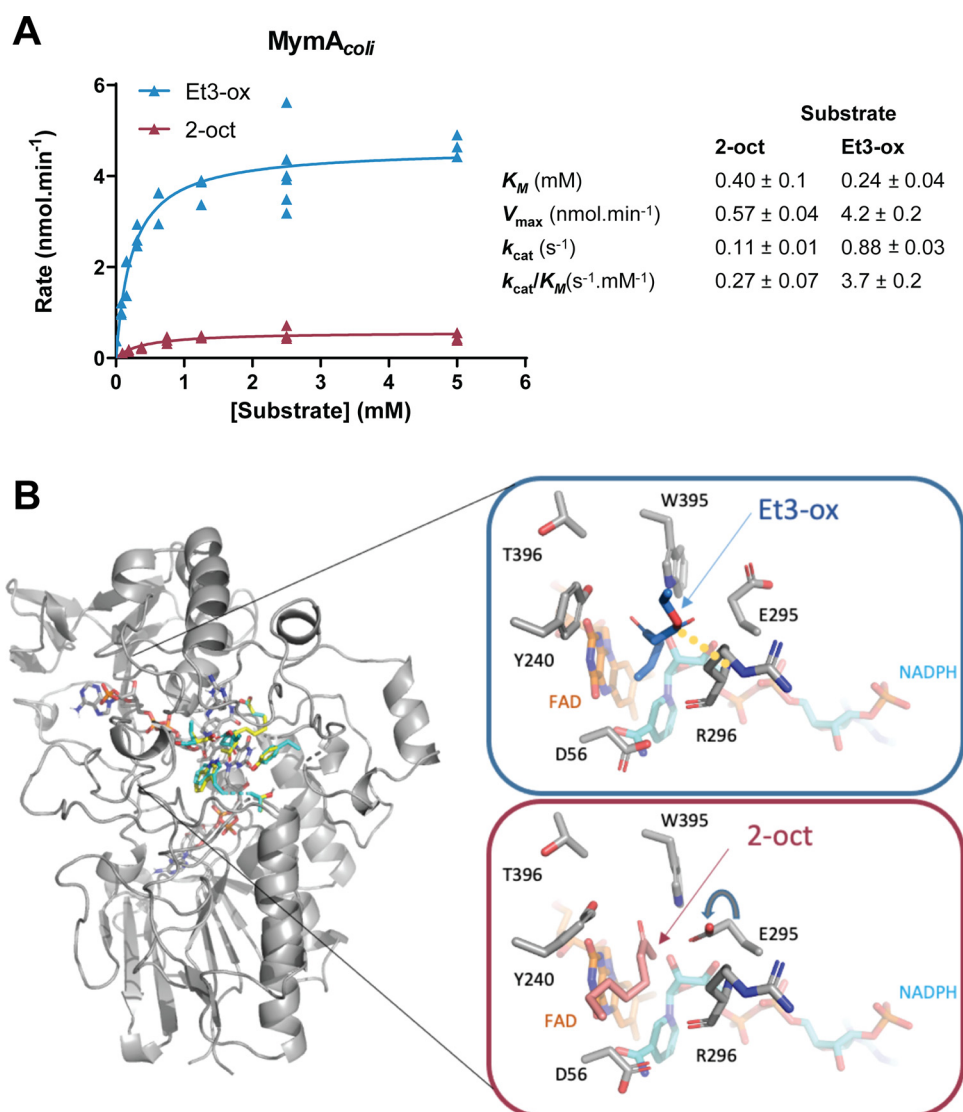 A
MymAcoli
Et3-ox
2-oct
Rate (nmol.min-1)
6
4
2
0
0 1 2 3 4 5 6
[Substrate] (mM)
Substrate
2-oct Et3-ox
KM (mM) 0.40 ± 0.1 0.24 ± 0.04
Vmax (nmol.min-1) 0.57 ± 0.04 4.2 ± 0.2
kcat (s-1) 0.11 ± 0.01 0.88 ± 0.03
kcat/KM(s-1.mM-1) 0.27 ± 0.07 3.7 ± 0.2
B
W395
Et3-ox
T396
E295
Y240
FAD
NADPH
R296
D56
W395
2-oct
T396
E295
Y240
FAD
NADPH
R296
D56